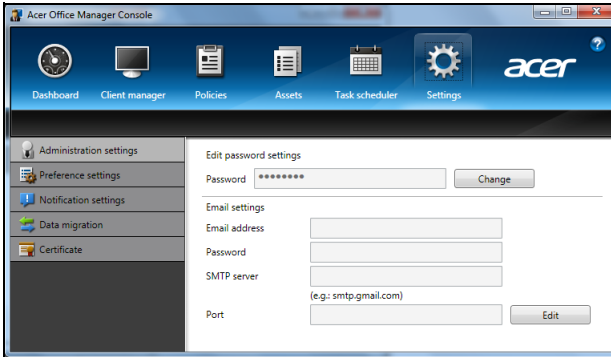 Acer Office Manager Console
?
acer
Dashboard Client manager Policies Assets Task scheduler Settings
Administration settings
Preference settings
Notification settings
Data migration
Certificate
Edit password settings
Password ******** Change
Email settings
Email address
Password
SMTP server
(e.g.: smtp.gmail.com)
Port Edit